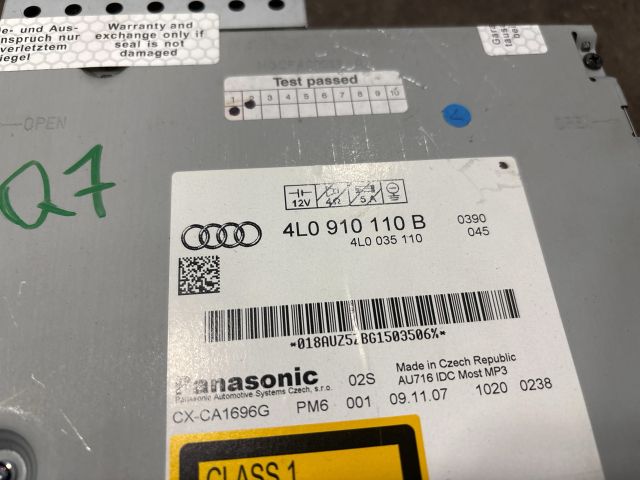 e- und Aus-
nspruch nur
verletztem
iegel
Warranty and
exchange only if
seal is not
damaged
Test passed
1 2 3 4 5 6 7 8 9 10
OPEN
OPEN
Q7
12V 4Ω 5A
4L0 910 110 B
4L0 035 110
0390
045
*018AUZ5ZBG1503506%*
Panasonic
Panasonic Automotive Systems Czech, s.r.o.
02S
Made in Czech Republic
AU716 IDC Most MP3
CX-CA1696G PM6 001 09.11.07 1020 0238
CLASS 1